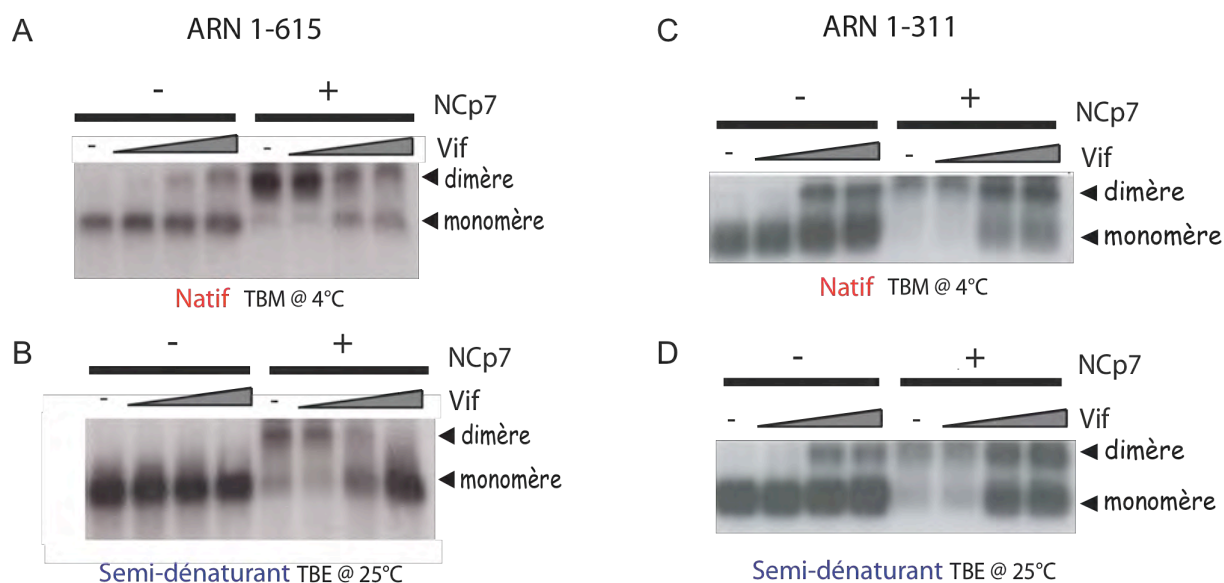 A
ARN 1-615
- +
NCp7
- -
Vif
dimère
monomère
Natif TBM @ 4°C
B
- +
NCp7
- -
Vif
dimère
monomère
Semi-dénaturant TBE @ 25°C
C
ARN 1-311
- +
NCp7
- -
Vif
dimère
monomère
Natif TBM @ 4°C
D
- +
NCp7
- -
Vif
dimère
monomère
Semi-dénaturant TBE @ 25°C